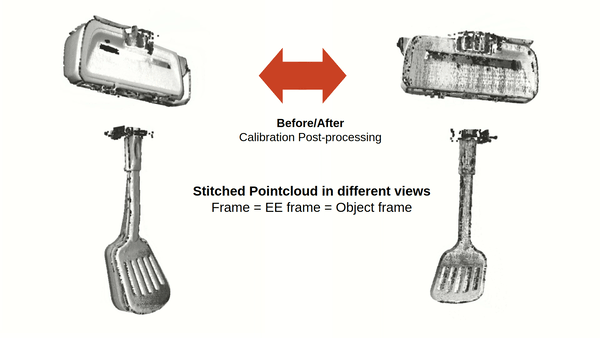 Before/After
Calibration Post-processing
Stitched Pointcloud in different views
Frame = EE frame = Object frame